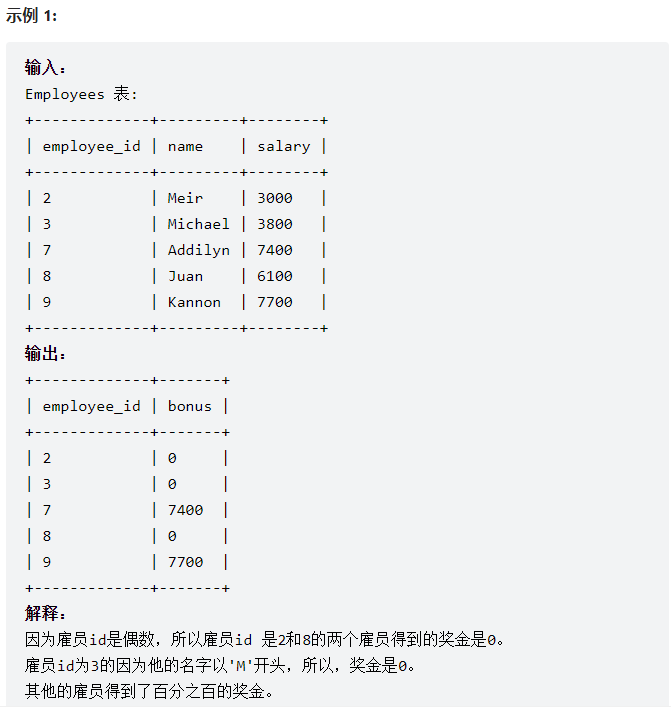 示例 1:
输入：
Employees 表:
+-------------+---------+--------+
| employee_id | name    | salary |
+-------------+---------+--------+
| 2           | Meir    | 3000   |
| 3           | Michael | 3800   |
| 7           | Addilyn | 7400   |
| 8           | Juan    | 6100   |
| 9           | Kannon  | 7700   |
+-------------+---------+--------+
输出：
+-------------+-------+
| employee_id | bonus |
+-------------+-------+
| 2           | 0     |
| 3           | 0     |
| 7           | 7400  |
| 8           | 0     |
| 9           | 7700  |
+-------------+-------+
解释：
因为雇员id是偶数，所以雇员id 是2和8的两个雇员得到的奖金是0。
雇员id为3的因为他的名字以'M'开头，所以，奖金是0。
其他的雇员得到了百分之百的奖金。